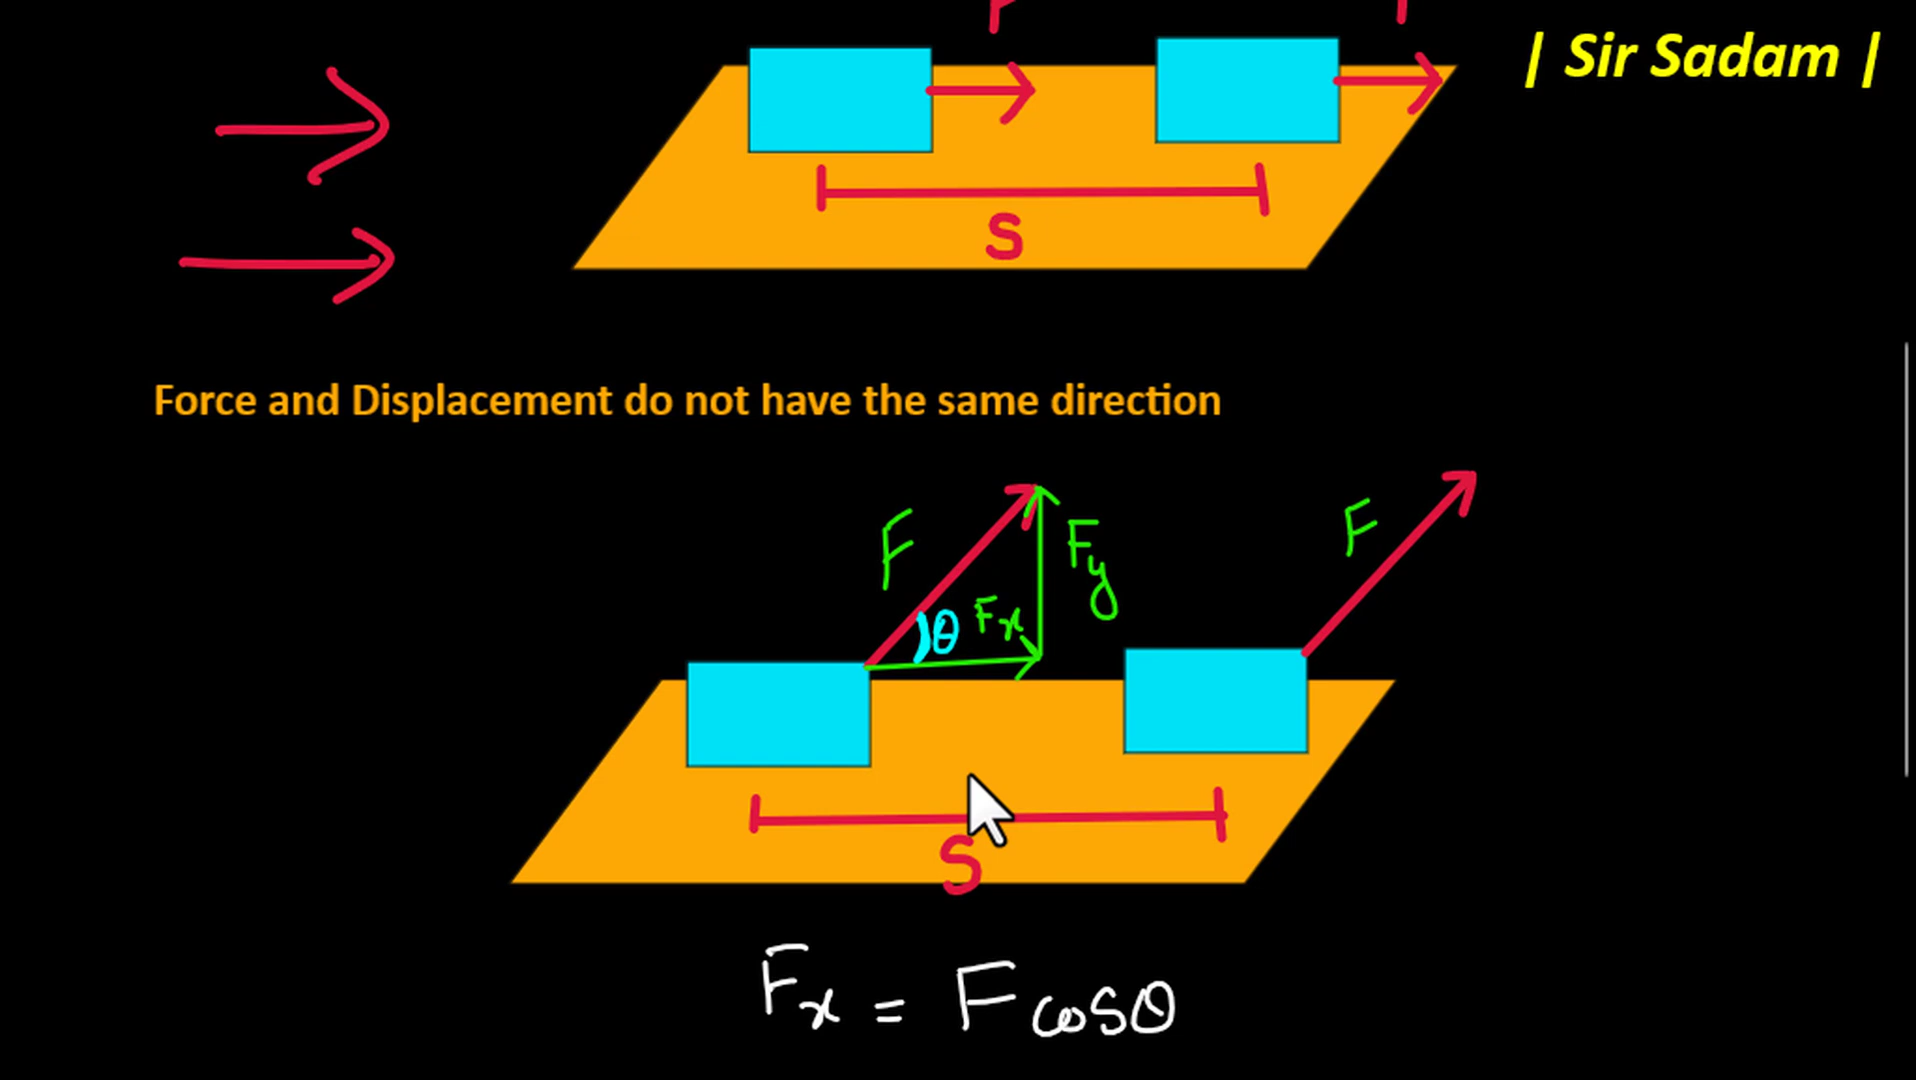 | Sir Sadam |
S
Force and Displacement do not have the same direction
F
Fy
F
θ
Fx
S
Fx = F cosθ